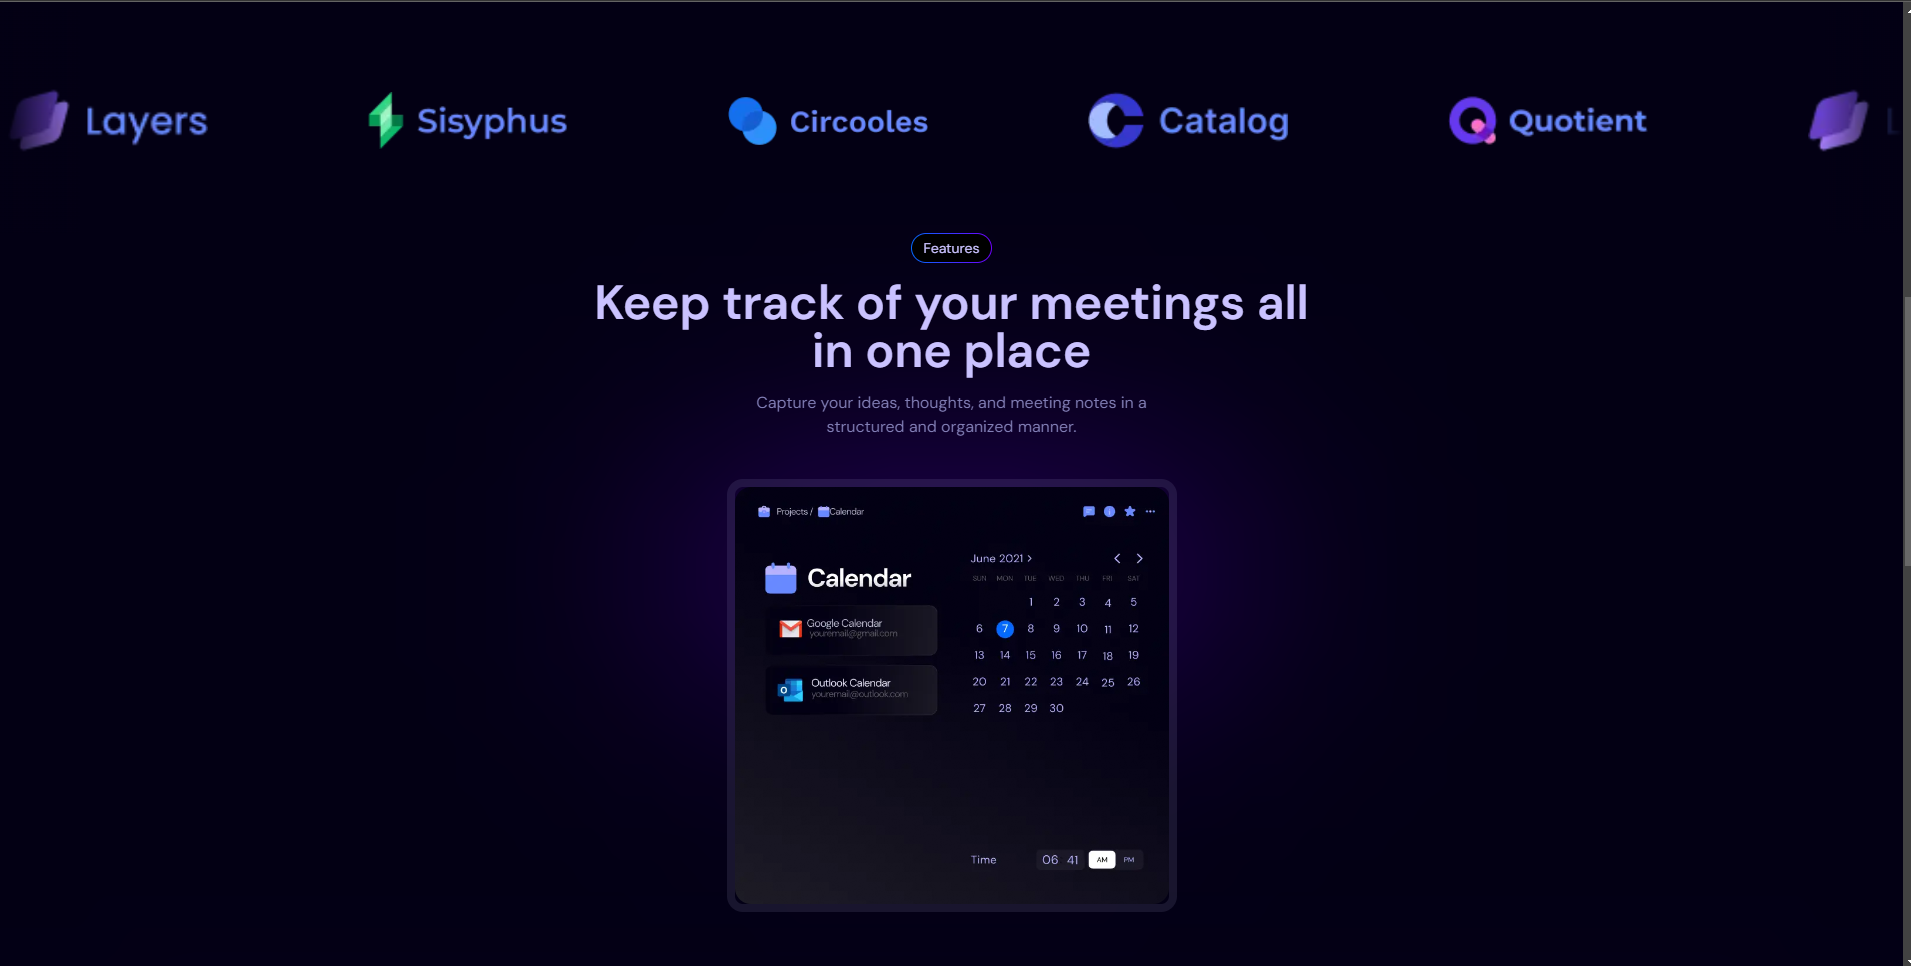 Layers
Sisyphus
Circooles
Catalog
Quotient
L
Features
Keep track of your meetings all
in one place
Capture your ideas, thoughts, and meeting notes in a
structured and organized manner.
Projects / Calendar
Calendar
Google Calendar
youremail@gmail.com
Outlook Calendar
youremail@outlook.com
June 2021 >
SUN MON TUE WED THU FRI SAT
1 2 3 4 5
6 7 8 9 10 11 12
13 14 15 16 17 18 19
20 21 22 23 24 25 26
27 28 29 30
Time 06 41 AM PM